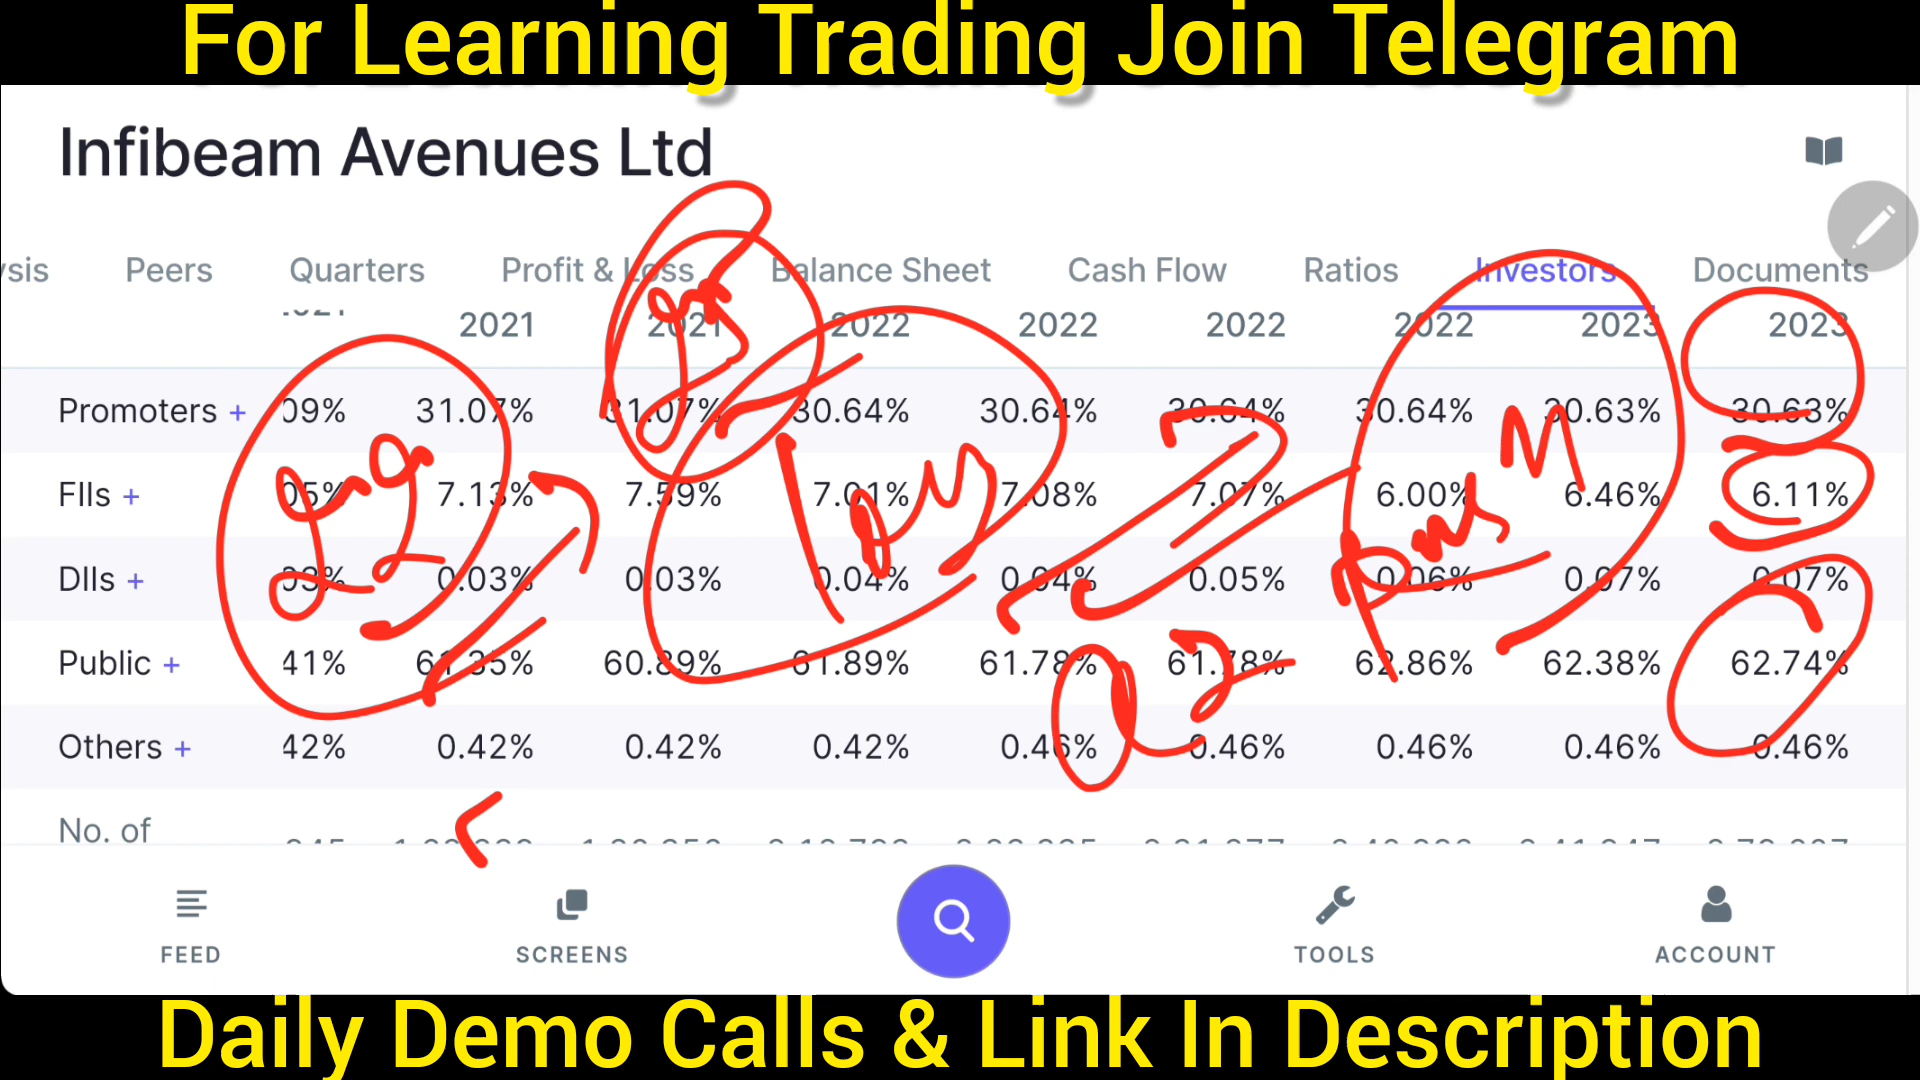 For Learning Trading Join Telegram
Infibeam Avenues Ltd
Peers Quarters Profit & Loss Balance Sheet Cash Flow Ratios Investors Documents
2021 2021 2022 2022 2022 2022 2023 2023
Promoters + 09% 31.07% 31.07% 30.64% 30.64% 30.64% 30.64% 30.63% 30.63%
FIIs + 05% 7.13% 7.59% 7.01% 7.08% 7.07% 6.00% 6.46% 6.11%
DIIs + 03% 0.03% 0.03% 0.04% 0.04% 0.05% 0.06% 0.07% 0.07%
Public + 41% 61.35% 60.89% 61.89% 61.78% 61.78% 62.86% 62.38% 62.74%
Others + 42% 0.42% 0.42% 0.42% 0.46% 0.46% 0.46% 0.46% 0.46%
Q2
No. of
FEED SCREENS TOOLS ACCOUNT
Daily Demo Calls & Link In Description